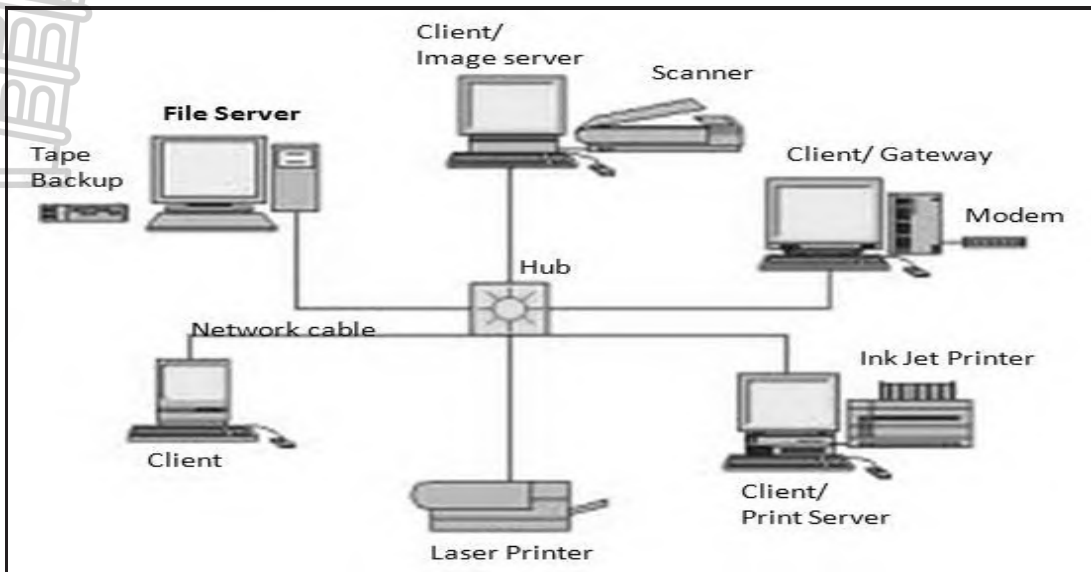 Client/
Image server
Scanner
File Server
Tape
Backup
Client/ Gateway
Modem
Hub
Network cable
Ink Jet Printer
Client
Client/
Print Server
Laser Printer